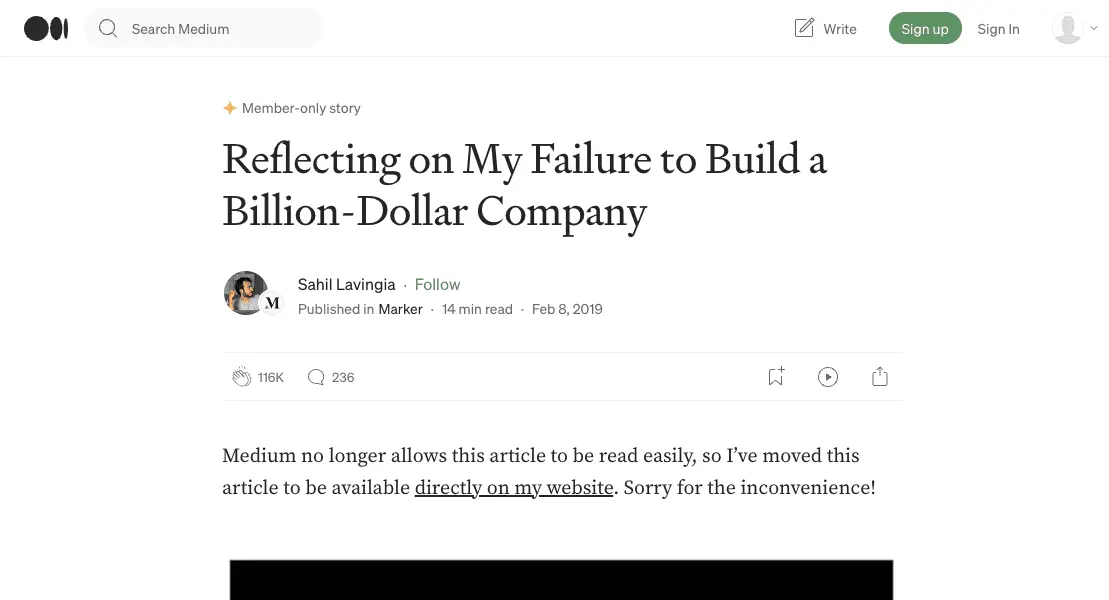 Search Medium
Write
Sign up
Sign In
Member-only story
Reflecting on My Failure to Build a
Billion-Dollar Company
Sahil Lavingia · Follow
M
Published in Marker · 14 min read · Feb 8, 2019
116K
236
Medium no longer allows this article to be read easily, so I’ve moved this
article to be available directly on my website. Sorry for the inconvenience!